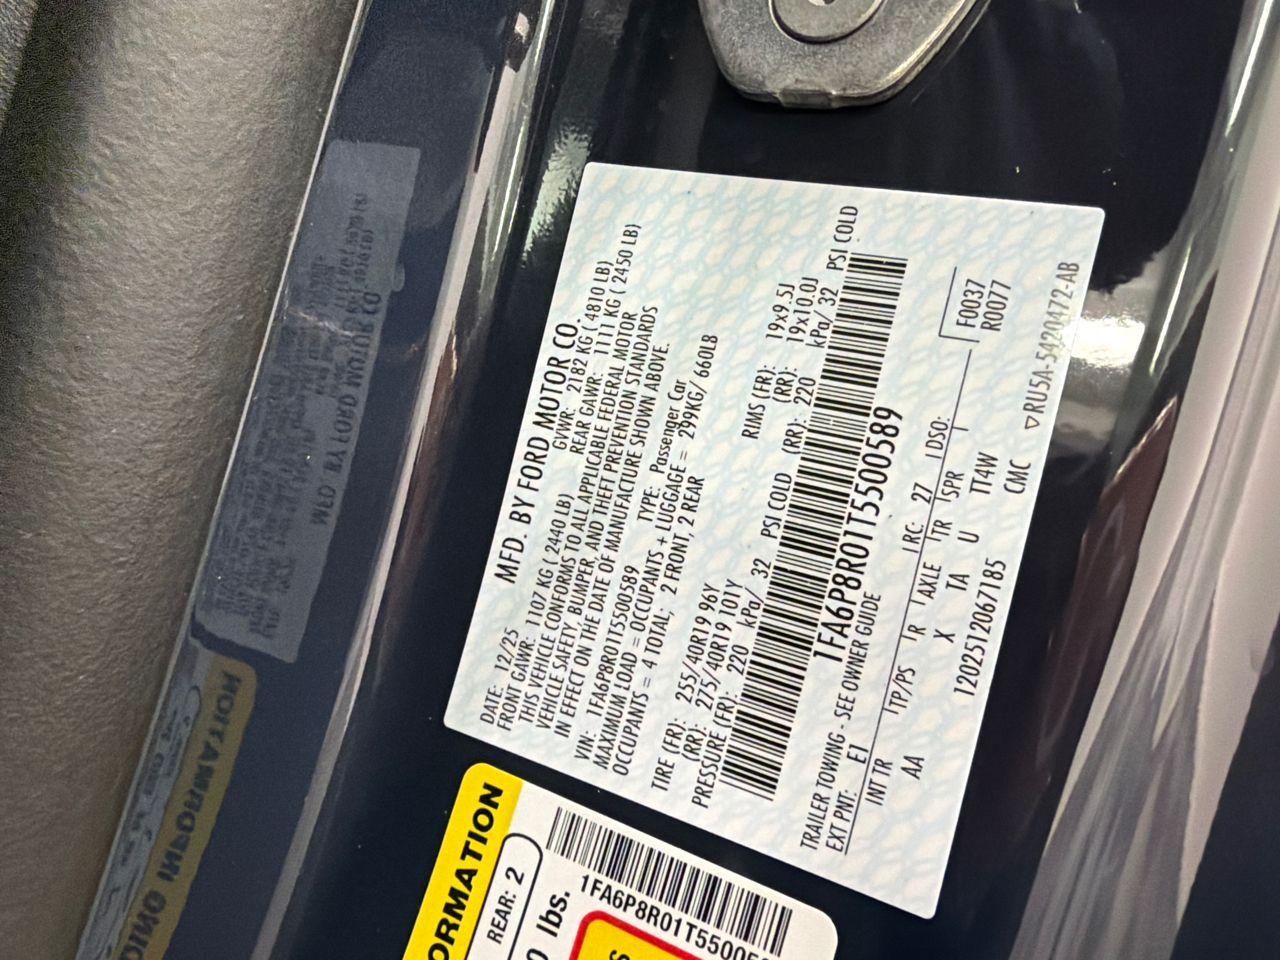 MFD. BY FORD MOTOR CO.
DATE: 12/25 GVWR: 2182 KG ( 4810 LB)
FRONT GAWR: 1107 KG ( 2440 LB) REAR GAWR: 1111 KG ( 2450 LB)
THIS VEHICLE CONFORMS TO ALL APPLICABLE FEDERAL MOTOR
VEHICLE SAFETY, BUMPER, AND THEFT PREVENTION STANDARDS
IN EFFECT ON THE DATE OF MANUFACTURE SHOWN ABOVE.
VIN: 1FA6P8R01T5500589 TYPE: Passenger Car
MAXIMUM LOAD = OCCUPANTS + LUGGAGE = 299KG/ 660LB
OCCUPANTS = 4 TOTAL; 2 FRONT, 2 REAR
TIRE (FR): 255/40R19 96Y RIMS (FR): 19x9.5J
(RR): 275/40R19 101Y (RR): 19x10.0J
PRESSURE (FR): 220 kPa/ 32 PSI COLD (RR): 220 kPa/ 32 PSI COLD
1FA6P8R01T5500589
TRAILER TOWING - SEE OWNER GUIDE
EXT PNT: E1 RC: 27 DSO: F0037
R0077
INT TR TP/PS R AXLE TR SPR
AA X TA U TT4W
1202512067185 CMC ▽RU5A-5420472-AB
ORMATION
REAR: 2
0 lbs.
1FA6P8R01T55005